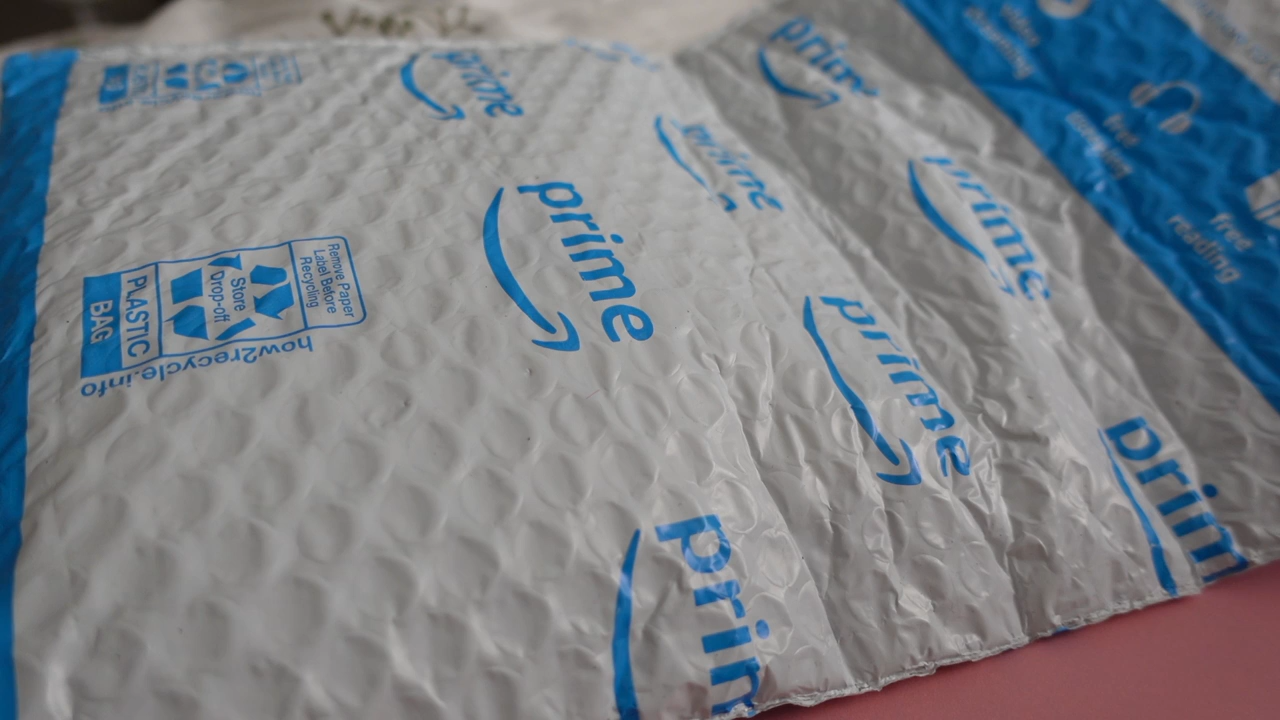 prime
prime
prime
prime
prime
prime
prim
prim
Remove Paper
Label Before
Recycling
Store
Drop-off
PLASTIC
BAG
how2recycle.info
free
reading